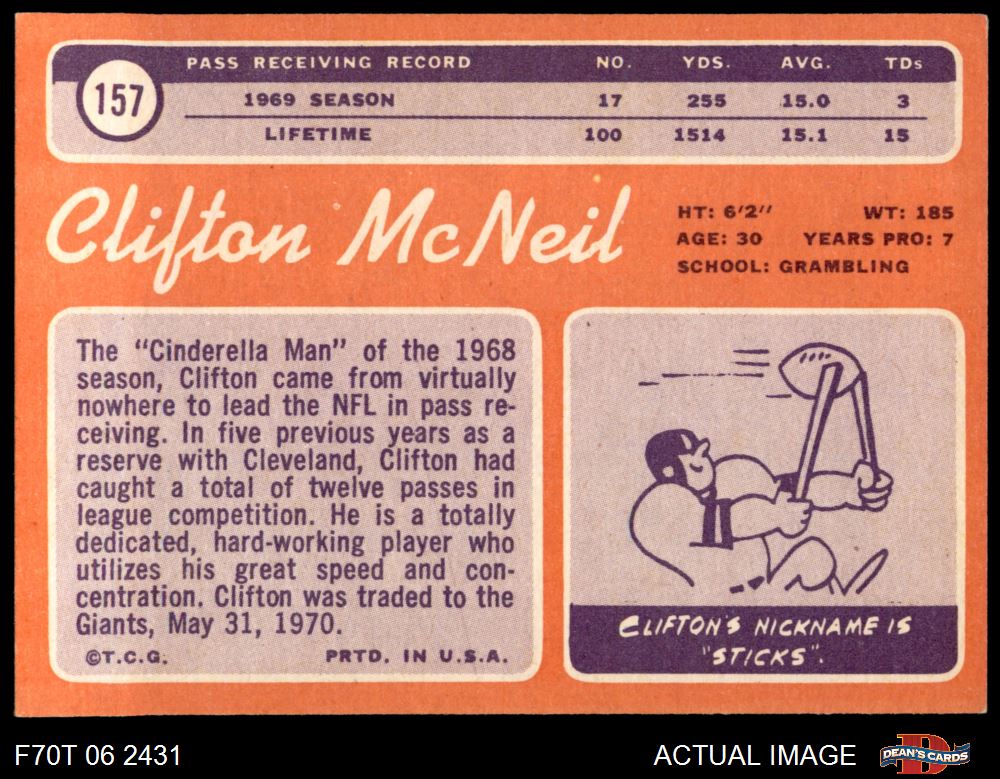 157
PASS RECEIVING RECORD NO. YDS. AVG. TDs
1969 SEASON 17 255 15.0 3
LIFETIME 100 1514 15.1 15
Clifton McNeil
HT: 6'2" WT: 185
AGE: 30 YEARS PRO: 7
SCHOOL: GRAMBLING
The "Cinderella Man" of the 1968
season, Clifton came from virtually
nowhere to lead the NFL in pass re-
ceiving. In five previous years as a
reserve with Cleveland, Clifton had
caught a total of twelve passes in
league competition. He is a totally
dedicated, hard-working player who
utilizes his great speed and con-
centration. Clifton was traded to the
Giants, May 31, 1970.
©T.C.G. PRTD. IN U.S.A.
CLIFTON'S NICKNAME IS
"STICKS".
F70T 06 2431
ACTUAL IMAGE
D
DEAN'S CARDS